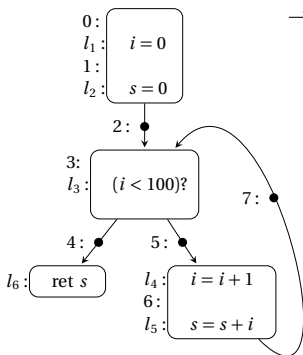 0:
l₁: i = 0
1:
l₂: s = 0
2:
3:
l₃: (i < 100)?
7:
4: 5:
l₆: ret s
l₄: i = i + 1
6:
l₅: s = s + i